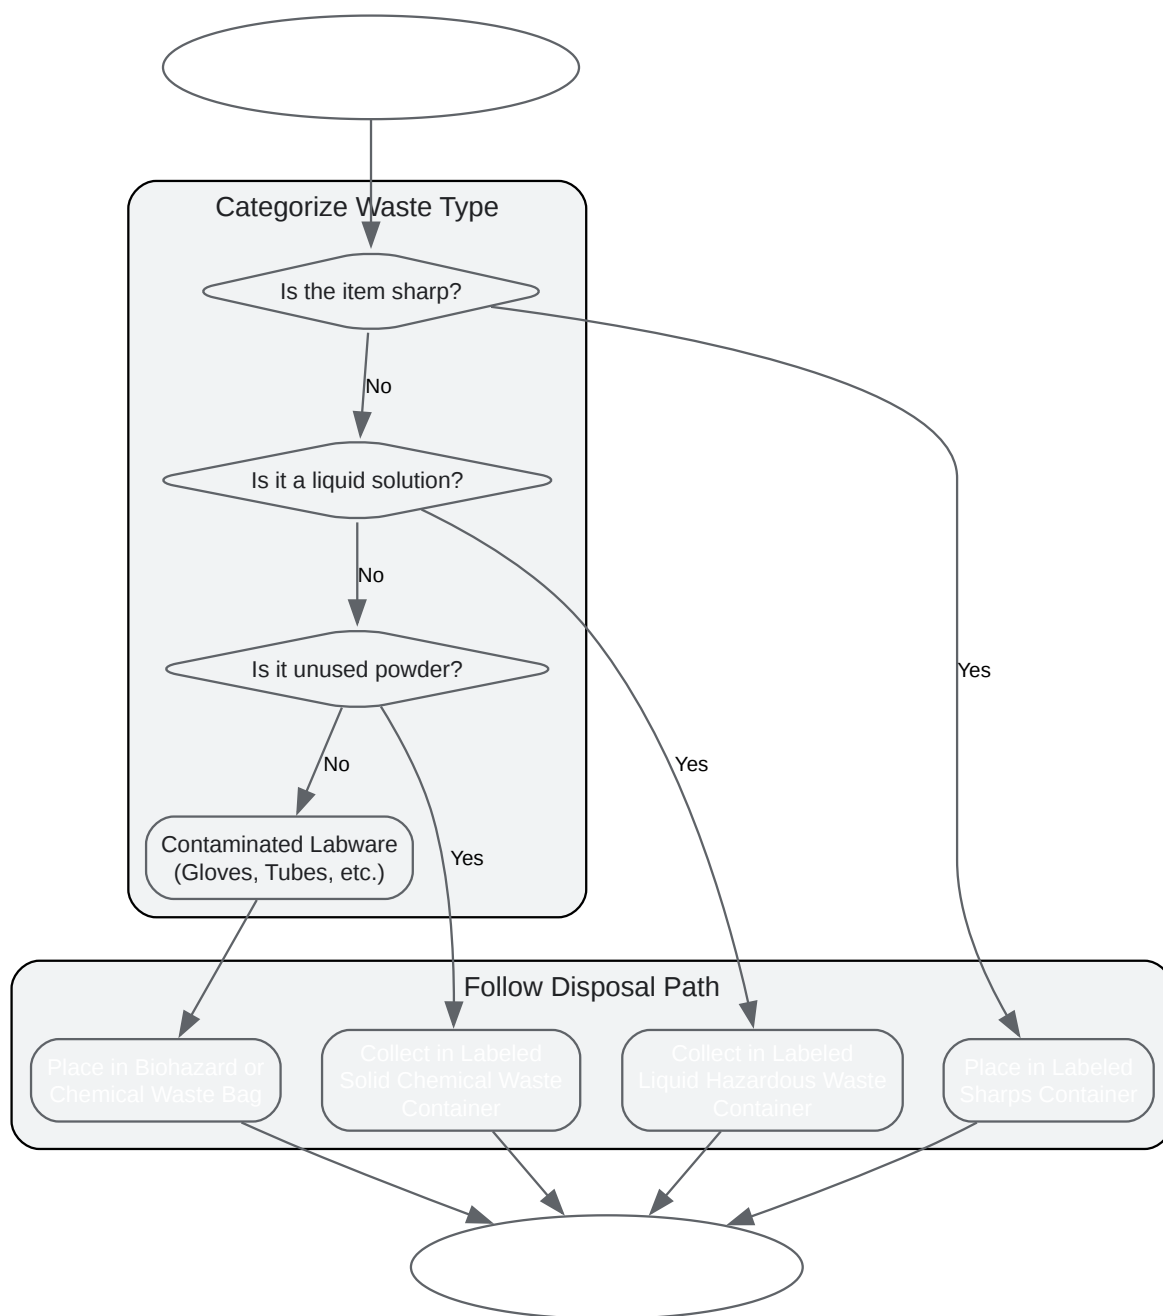 Categorize Waste Type
Is the item sharp?
No
Is it a liquid solution?
No
Is it unused powder?
Yes
No
Yes
Contaminated Labware
(Gloves, Tubes, etc.)
Yes
Follow Disposal Path
Place in Biohazard or
Chemical Waste Bag
Collect in Labeled
Solid Chemical Waste
Container
Collect in Labeled
Liquid Hazardous Waste
Container
Place in Labeled
Sharps Container